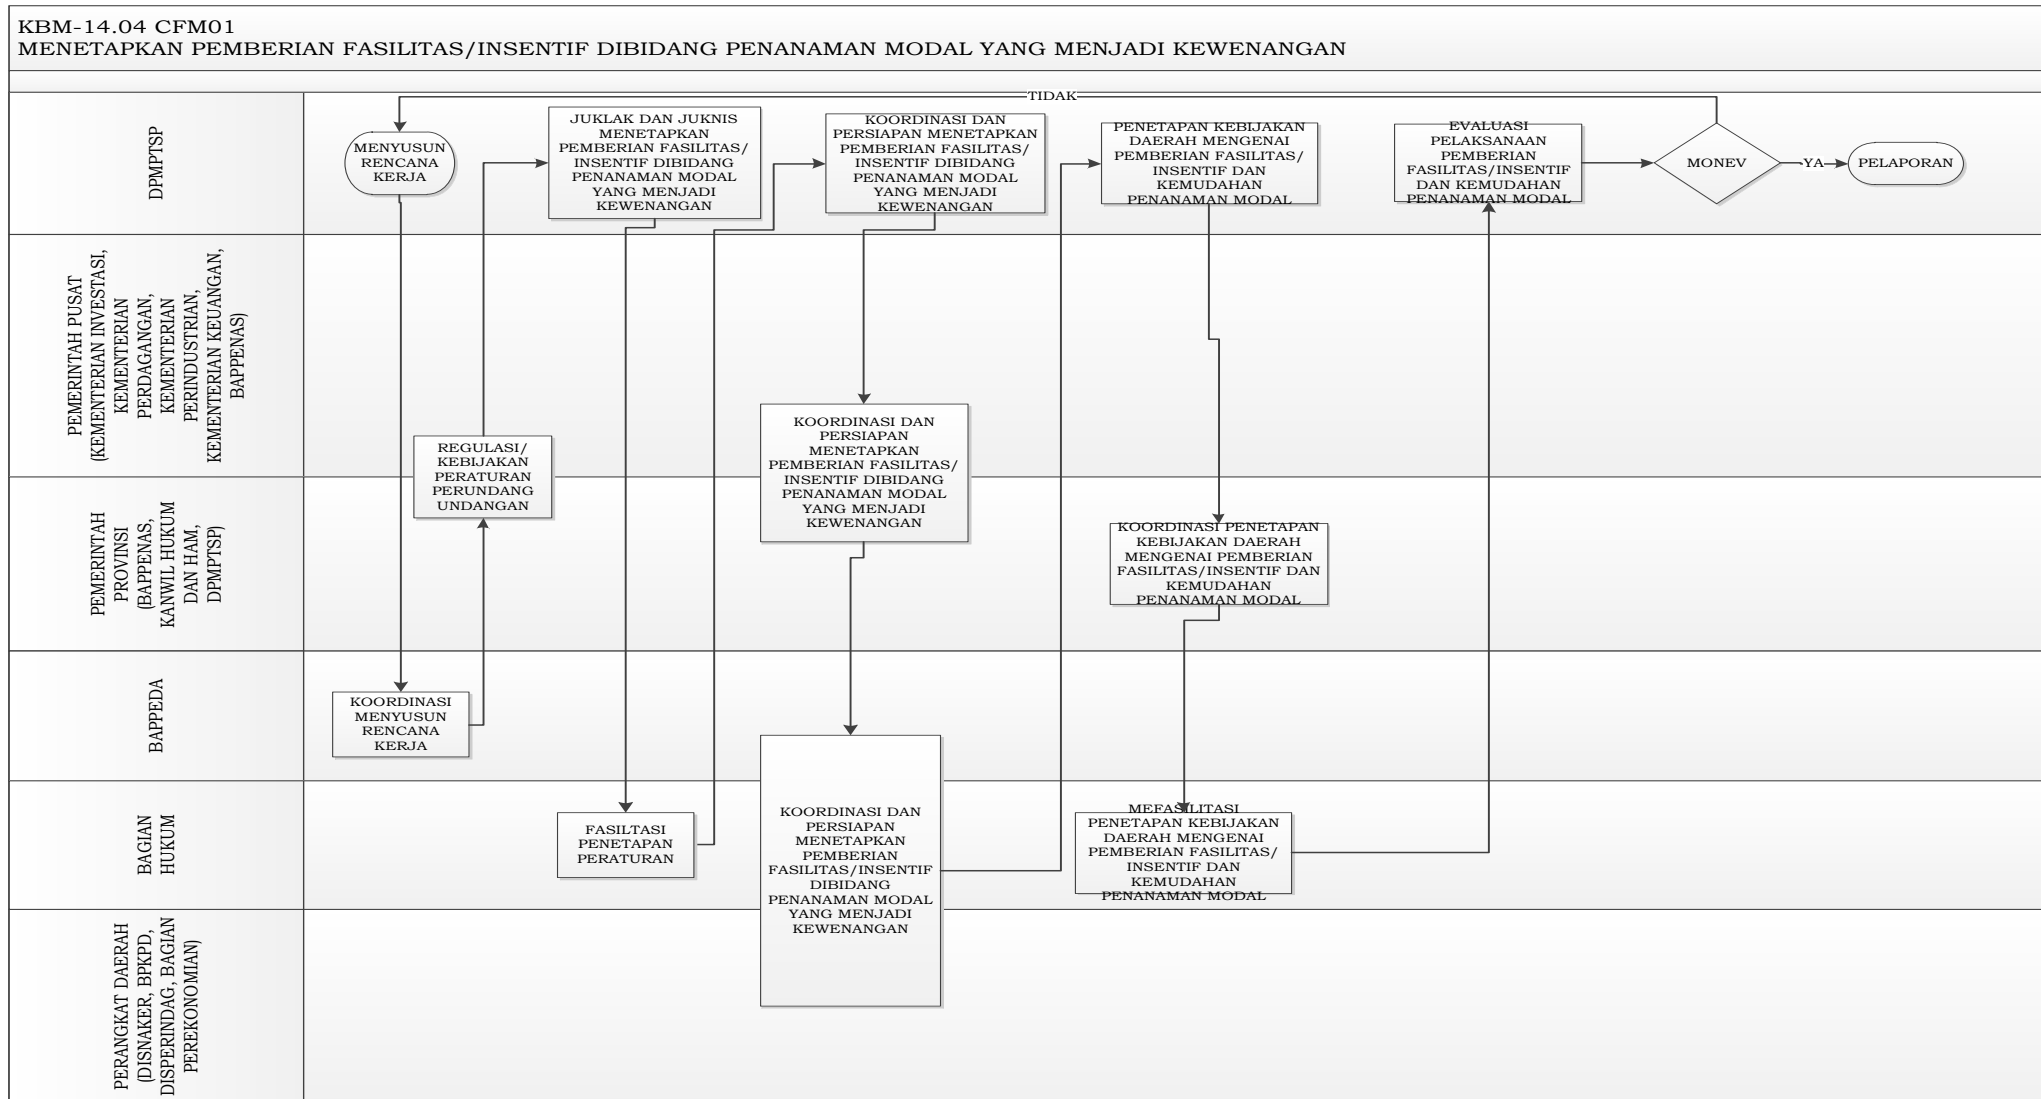 KBM-14.04 CFM01
MENETAPKAN PEMBERIAN FASILITAS/INSENTIF DIBIDANG PENANAMAN MODAL YANG MENJADI KEWENANGAN
DPMPTSP
TIDAK
MENYUSUN
RENCANA
KERJA
JUKLAK DAN JUKNIS
MENETAPKAN
PEMBERIAN FASILITAS/
INSENTIF DIBIDANG
PENANAMAN MODAL
YANG MENJADI
KEWENANGAN
KOORDINASI DAN
PERSIAPAN MENETAPKAN
PEMBERIAN FASILITAS/
INSENTIF DIBIDANG
PENANAMAN MODAL
YANG MENJADI
KEWENANGAN
PENETAPAN KEBIJAKAN
DAERAH MENGENAI
PEMBERIAN FASILITAS/
INSENTIF DAN
KEMUDAHAN
PENANAMAN MODAL
EVALUASI
PELAKSANAAN
PEMBERIAN
FASILITAS/INSENTIF
DAN KEMUDAHAN
PENANAMAN MODAL
MONEV
YA
PELAPORAN
PEMERINTAH PUSAT
(KEMENTERIAN INVESTASI,
KEMENTERIAN
PERDAGANGAN,
KEMENTERIAN
PERINDUSTRIAN,
KEMENTERIAN KEUANGAN,
BAPPENAS)
REGULASI/
KEBIJAKAN
PERATURAN
PERUNDANG
UNDANGAN
KOORDINASI DAN
PERSIAPAN
MENETAPKAN
PEMBERIAN FASILITAS/
INSENTIF DIBIDANG
PENANAMAN MODAL
YANG MENJADI
KEWENANGAN
PEMERINTAH
PROVINSI
(BAPPENAS,
KANWIL HUKUM
DAN HAM,
DPMPTSP)
KOORDINASI PENETAPAN
KEBIJAKAN DAERAH
MENGENAI PEMBERIAN
FASILITAS/INSENTIF DAN
KEMUDAHAN
PENANAMAN MODAL
BAPPEDA
KOORDINASI
MENYUSUN
RENCANA
KERJA
BAGIAN
HUKUM
FASILTASI
PENETAPAN
PERATURAN
KOORDINASI DAN
PERSIAPAN
MENETAPKAN
PEMBERIAN
FASILITAS/INSENTIF
DIBIDANG
PENANAMAN MODAL
YANG MENJADI
KEWENANGAN
MEFASILITASI
PENETAPAN KEBIJAKAN
DAERAH MENGENAI
PEMBERIAN FASILITAS/
INSENTIF DAN
KEMUDAHAN
PENANAMAN MODAL
PERANGKAT DAERAH
(DISNAKER, BPKPD,
DISPERINDAG, BAGIAN
PEREKONOMIAN)